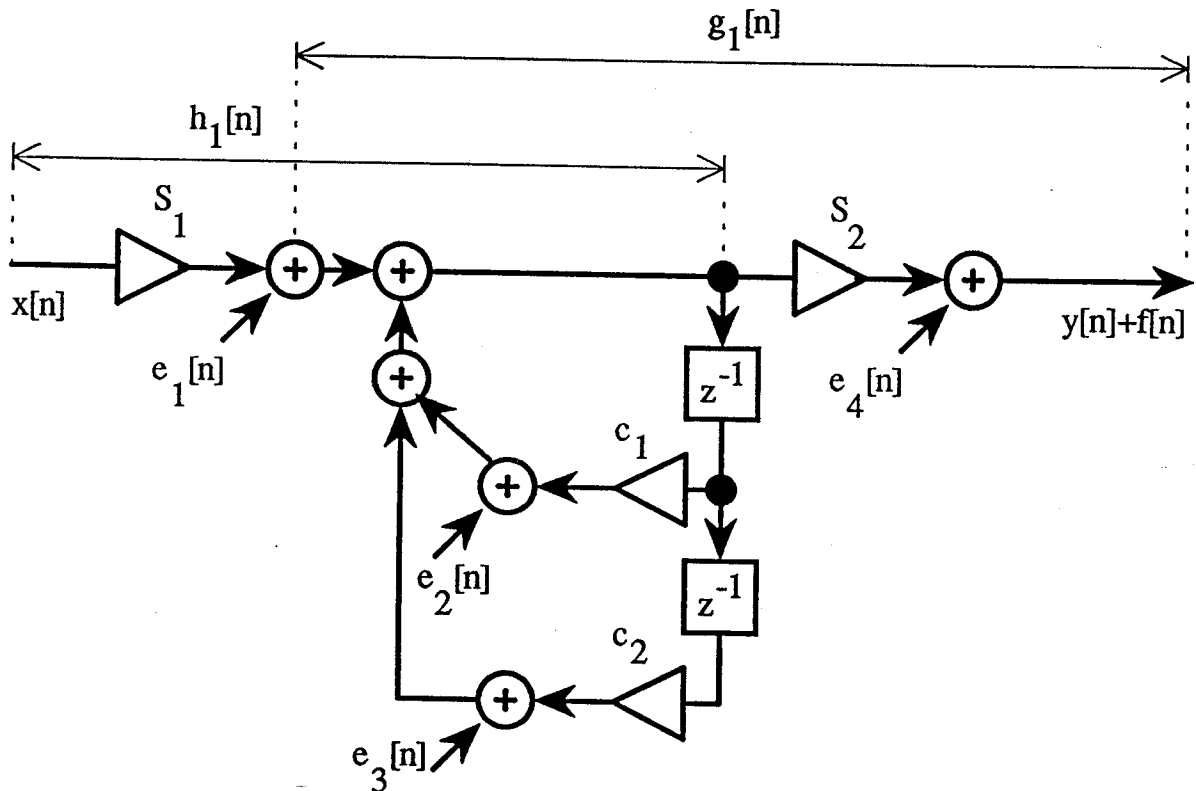 g₁[n]
h₁[n]
S₁
S₂
+
+
+
x[n]
y[n]+f[n]
e₁[n]
e₄[n]
+
z⁻¹
c₁
+
e₂[n]
z⁻¹
c₂
+
e₃[n]